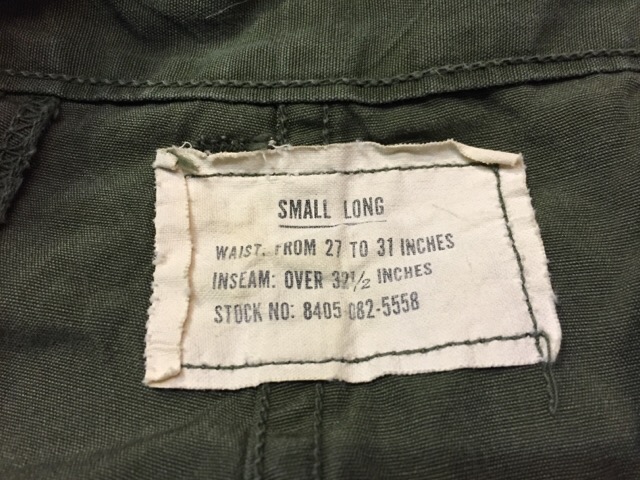 SMALL LONG
WAIST: FROM 27 TO 31 INCHES
INSEAM: OVER 32½ INCHES
STOCK NO: 8405 082-5558